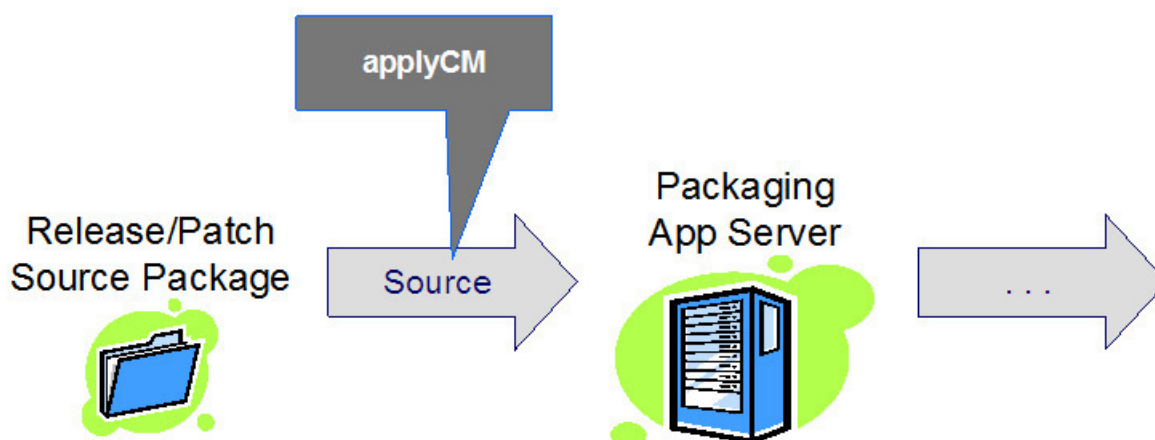 applyCM
Release/Patch
Source Package
Source
Packaging
App Server
. . .